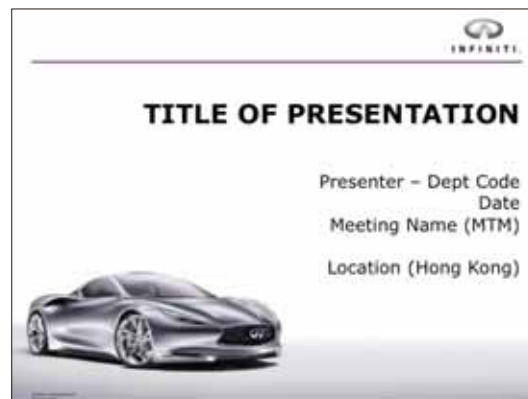 INFINITI.
TITLE OF PRESENTATION
Presenter – Dept Code
Date
Meeting Name (MTM)
Location (Hong Kong)